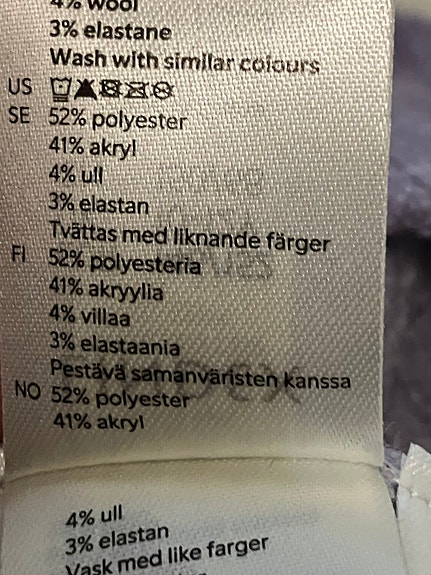 4% wool
3% elastane
Wash with similar colours
US
SE 52% polyester
41% akryl
4% ull
3% elastan
Tvättas med liknande färger
FI 52% polyesteria
41% akryylia
4% villaa
3% elastaania
Pestävä samanväristen kanssa
NO 52% polyester
41% akryl
4% ull
3% elastan
Vask med like farger